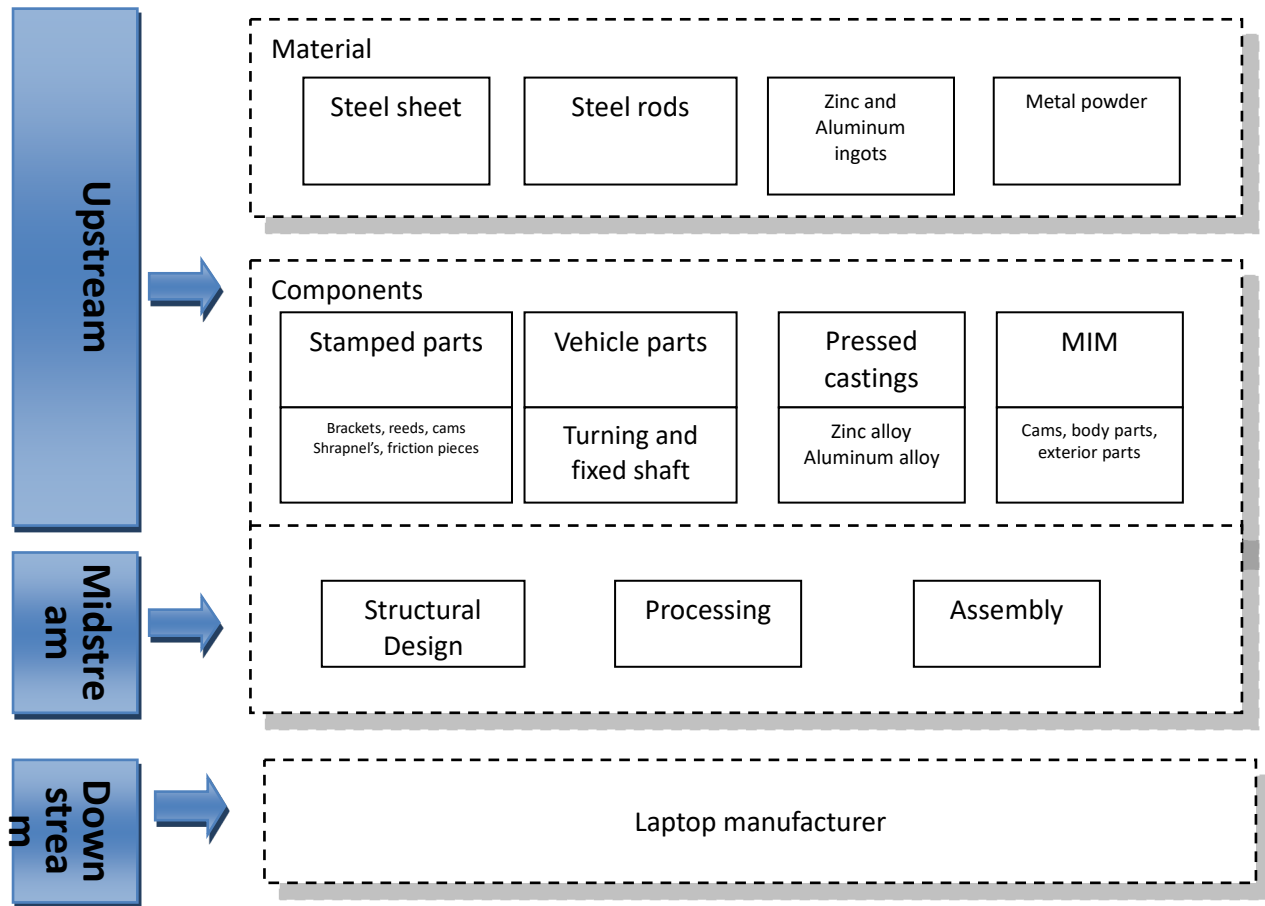 Upstream
Material
Steel sheet
Steel rods
Zinc and
Aluminum
ingots
Metal powder
Components
Stamped parts
Brackets, reeds, cams
Shrapnel's, friction pieces
Vehicle parts
Turning and
fixed shaft
Pressed
castings
Zinc alloy
Aluminum alloy
MIM
Cams, body parts,
exterior parts
Midstre
am
Structural
Design
Processing
Assembly
Down
strea
m
Laptop manufacturer